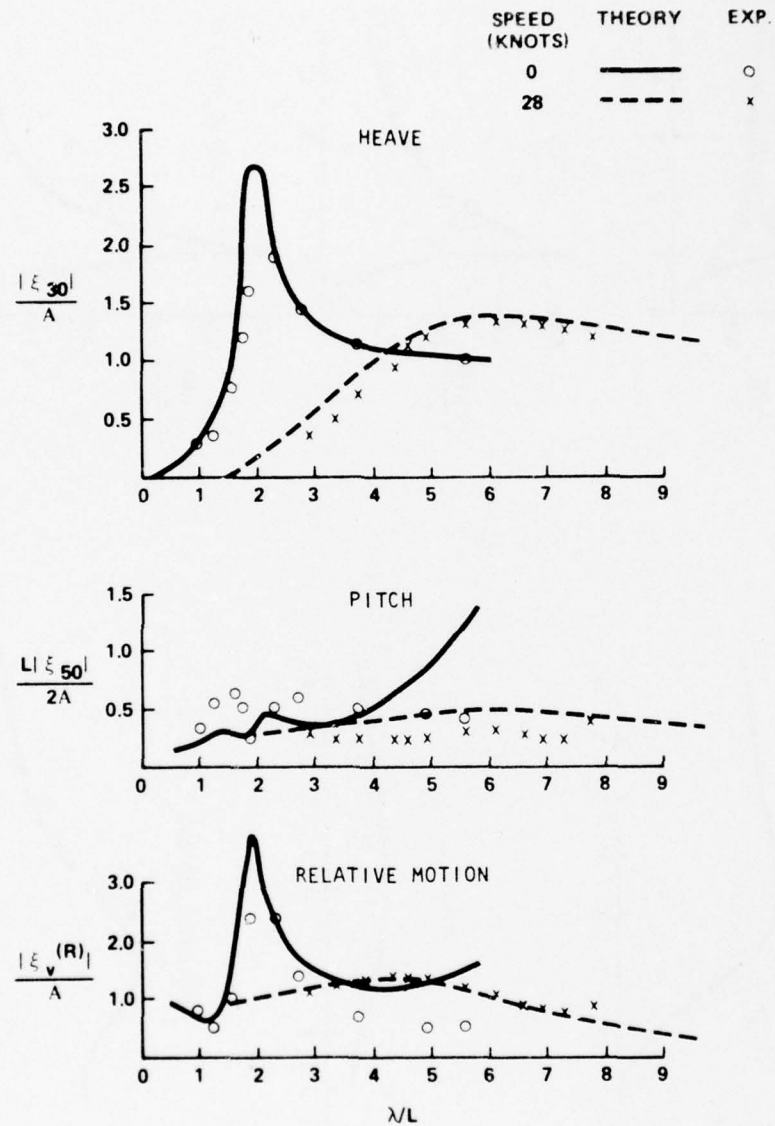 SPEED (KNOTS) THEORY EXP.
0 ○
28 x
HEAVE
3.0
2.5
2.0
1.5
1.0
0.5
|ξ30|
A
0 1 2 3 4 5 6 7 8 9
PITCH
1.5
1.0
0.5
L|ξ50|
2A
0 1 2 3 4 5 6 7 8 9
RELATIVE MOTION
3.0
2.0
1.0
|ξv(R)|
A
0 1 2 3 4 5 6 7 8 9
λ/L